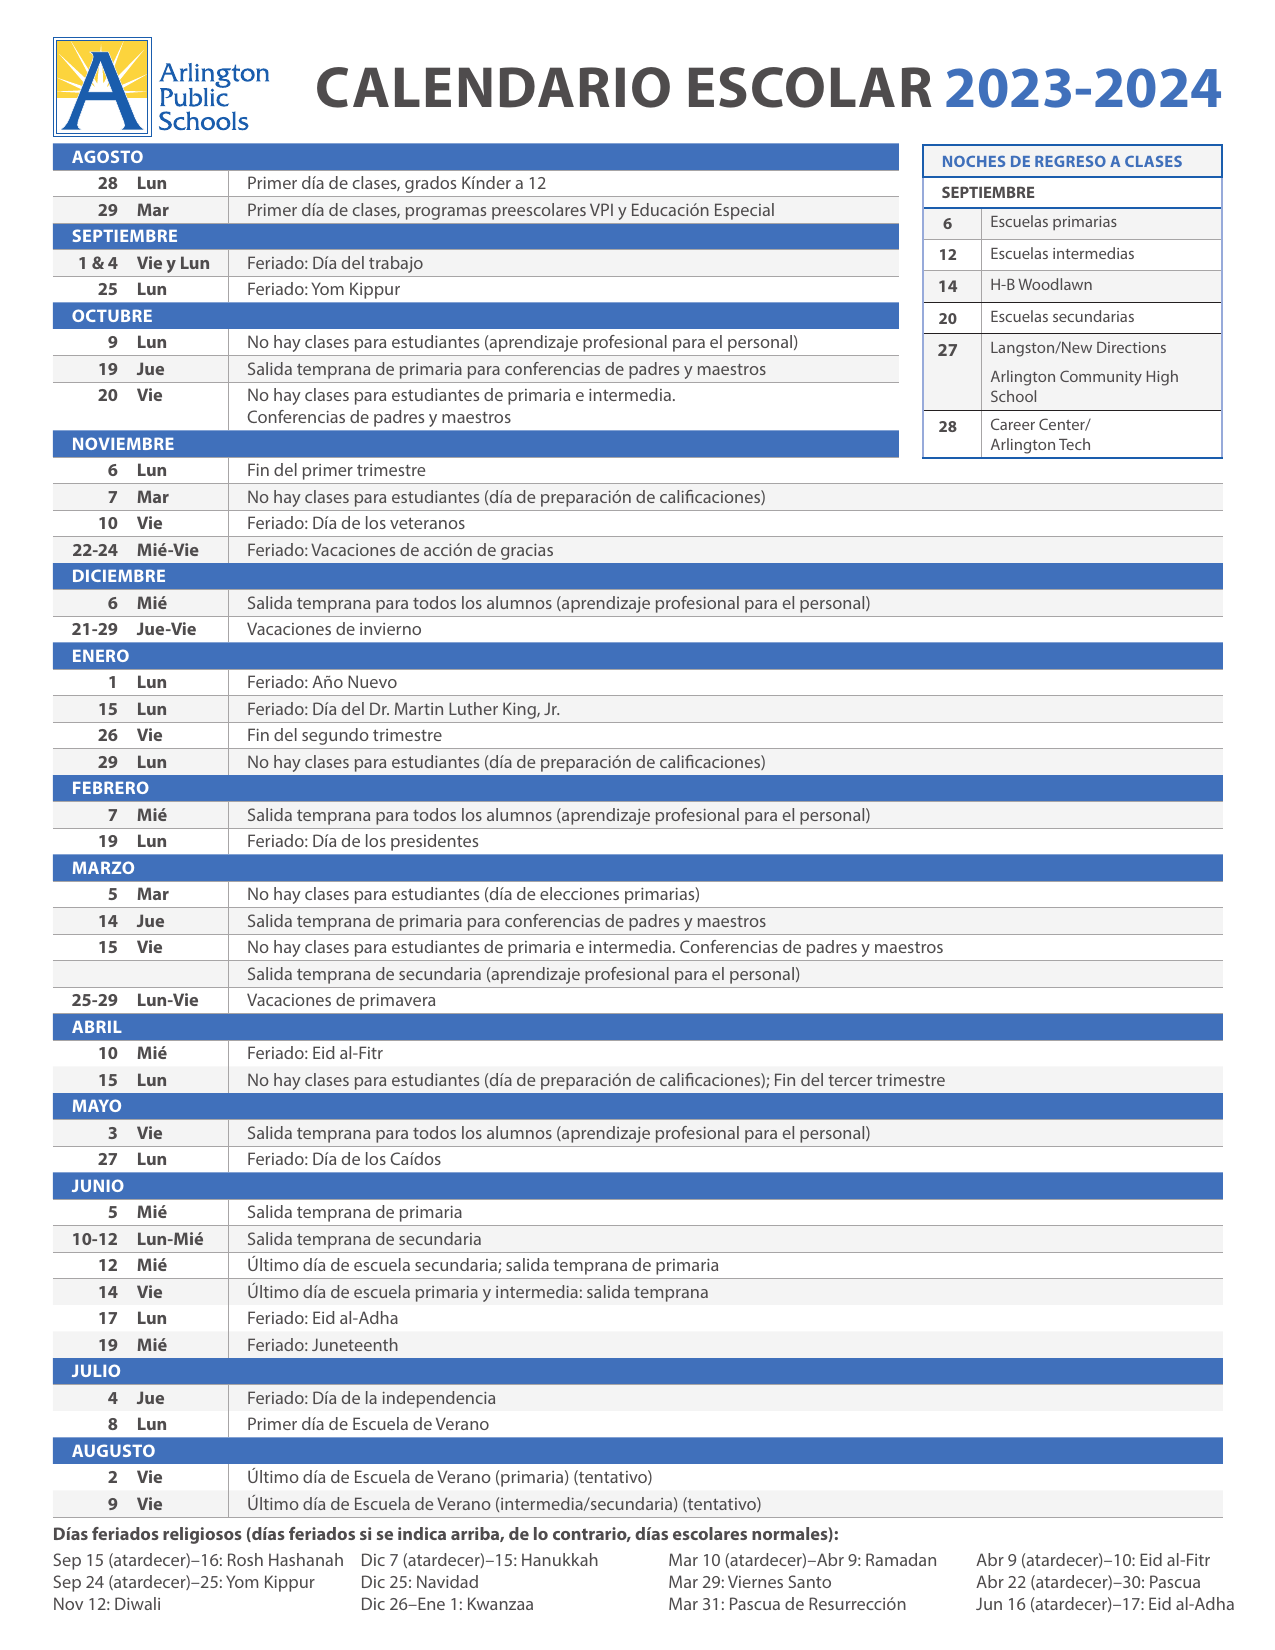 Arlington
Public
Schools
CALENDARIO ESCOLAR 2023-2024
AGOSTO
28 Lun Primer día de clases, grados Kínder a 12
29 Mar Primer día de clases, programas preescolares VPI y Educación Especial
SEPTIEMBRE
1 & 4 Vie y Lun Feriado: Día del trabajo
25 Lun Feriado: Yom Kippur
OCTUBRE
9 Lun No hay clases para estudiantes (aprendizaje profesional para el personal)
19 Jue Salida temprana de primaria para conferencias de padres y maestros
20 Vie No hay clases para estudiantes de primaria e intermedia.
Conferencias de padres y maestros
NOCHES DE REGRESO A CLASES
SEPTIEMBRE
6 Escuelas primarias
12 Escuelas intermedias
14 H-B Woodlawn
20 Escuelas secundarias
27 Langston/New Directions
Arlington Community High
School
28 Career Center/
Arlington Tech
NOVIEMBRE
6 Lun Fin del primer trimestre
7 Mar No hay clases para estudiantes (día de preparación de calificaciones)
10 Vie Feriado: Día de los veteranos
22-24 Mié-Vie Feriado: Vacaciones de acción de gracias
DICIEMBRE
6 Mié Salida temprana para todos los alumnos (aprendizaje profesional para el personal)
21-29 Jue-Vie Vacaciones de invierno
ENERO
1 Lun Feriado: Año Nuevo
15 Lun Feriado: Día del Dr. Martin Luther King, Jr.
26 Vie Fin del segundo trimestre
29 Lun No hay clases para estudiantes (día de preparación de calificaciones)
FEBRERO
7 Mié Salida temprana para todos los alumnos (aprendizaje profesional para el personal)
19 Lun Feriado: Día de los presidentes
MARZO
5 Mar No hay clases para estudiantes (día de elecciones primarias)
14 Jue Salida temprana de primaria para conferencias de padres y maestros
15 Vie No hay clases para estudiantes de primaria e intermedia. Conferencias de padres y maestros
Salida temprana de secundaria (aprendizaje profesional para el personal)
25-29 Lun-Vie Vacaciones de primavera
ABRIL
10 Mié Feriado: Eid al-Fitr
15 Lun No hay clases para estudiantes (día de preparación de calificaciones); Fin del tercer trimestre
MAYO
3 Vie Salida temprana para todos los alumnos (aprendizaje profesional para el personal)
27 Lun Feriado: Día de los Caídos
JUNIO
5 Mié Salida temprana de primaria
10-12 Lun-Mié Salida temprana de secundaria
12 Mié Último día de escuela secundaria; salida temprana de primaria
14 Vie Último día de escuela primaria y intermedia: salida temprana
17 Lun Feriado: Eid al-Adha
19 Mié Feriado: Juneteenth
JULIO
4 Jue Feriado: Día de la independencia
8 Lun Primer día de Escuela de Verano
AUGUSTO
2 Vie Último día de Escuela de Verano (primaria) (tentativo)
9 Vie Último día de Escuela de Verano (intermedia/secundaria) (tentativo)
Días feriados religiosos (días feriados si se indica arriba, de lo contrario, días escolares normales):
Sep 15 (atardecer)–16: Rosh Hashanah Dic 7 (atardecer)–15: Hanukkah Mar 10 (atardecer)–Abr 9: Ramadan Abr 9 (atardecer)–10: Eid al-Fitr
Sep 24 (atardecer)–25: Yom Kippur Dic 25: Navidad Mar 29: Viernes Santo Abr 22 (atardecer)–30: Pascua
Nov 12: Diwali Dic 26–Ene 1: Kwanzaa Mar 31: Pascua de Resurrección Jun 16 (atardecer)–17: Eid al-Adha